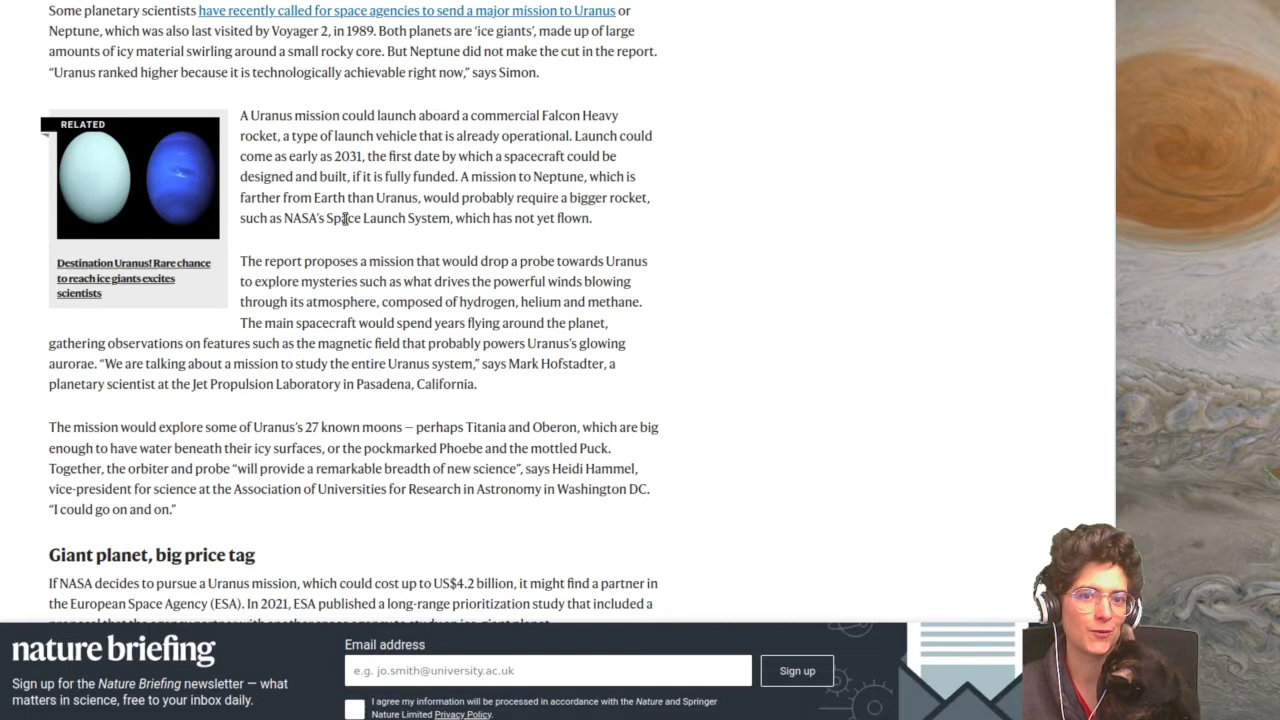 Some planetary scientists have recently called for space agencies to send a major mission to Uranus or
Neptune, which was also last visited by Voyager 2, in 1989. Both planets are ‘ice giants’, made up of large
amounts of icy material swirling around a small rocky core. But Neptune did not make the cut in the report.
“Uranus ranked higher because it is technologically achievable right now,” says Simon.
RELATED
Destination Uranus! Rare chance
to reach ice giants excites
scientists
A Uranus mission could launch aboard a commercial Falcon Heavy
rocket, a type of launch vehicle that is already operational. Launch could
come as early as 2031, the first date by which a spacecraft could be
designed and built, if it is fully funded. A mission to Neptune, which is
farther from Earth than Uranus, would probably require a bigger rocket,
such as NASA’s Space Launch System, which has not yet flown.
The report proposes a mission that would drop a probe towards Uranus
to explore mysteries such as what drives the powerful winds blowing
through its atmosphere, composed of hydrogen, helium and methane.
The main spacecraft would spend years flying around the planet,
gathering observations on features such as the magnetic field that probably powers Uranus’s glowing
aurorae. “We are talking about a mission to study the entire Uranus system,” says Mark Hofstadter, a
planetary scientist at the Jet Propulsion Laboratory in Pasadena, California.
The mission would explore some of Uranus’s 27 known moons — perhaps Titania and Oberon, which are big
enough to have water beneath their icy surfaces, or the pockmarked Phoebe and the mottled Puck.
Together, the orbiter and probe “will provide a remarkable breadth of new science”, says Heidi Hammel,
vice-president for science at the Association of Universities for Research in Astronomy in Washington DC.
“I could go on and on.”
Giant planet, big price tag
If NASA decides to pursue a Uranus mission, which could cost up to US$4.2 billion, it might find a partner in
the European Space Agency (ESA). In 2021, ESA published a long-range prioritization study that included a
nature briefing
Sign up for the Nature Briefing newsletter — what
matters in science, free to your inbox daily.
Email address
e.g. jo.smith@university.ac.uk
Sign up
I agree my information will be processed in accordance with the Nature and Springer
Nature Limited Privacy Policy.